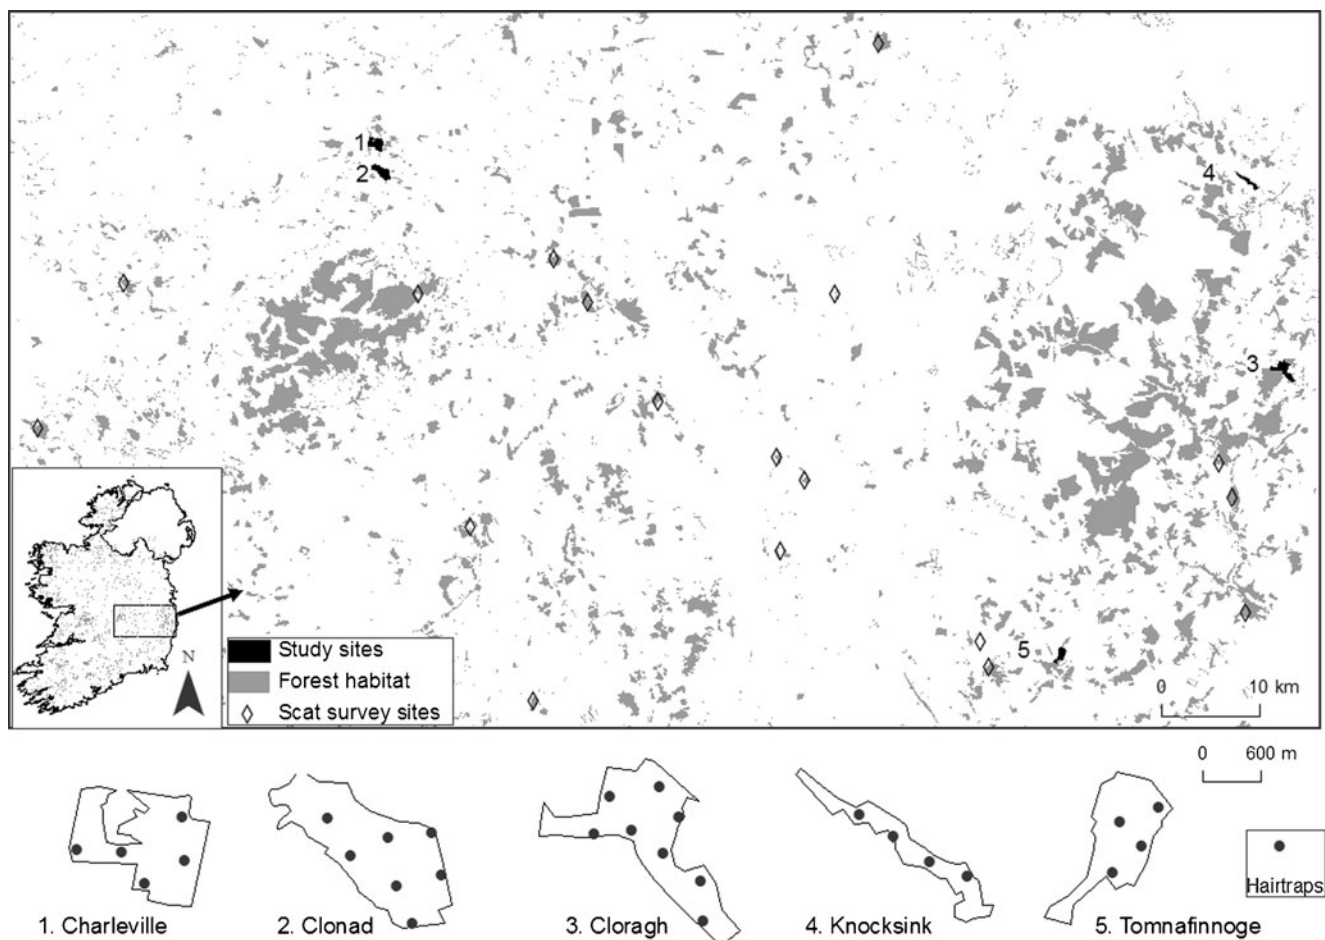 1
2
4
3
5
N
Study sites
Forest habitat
Scat survey sites
0 10 km
0 600 m
Hairtraps
1. Charleville
2. Clonad
3. Cloragh
4. Knocksink
5. Tomnafinnoge